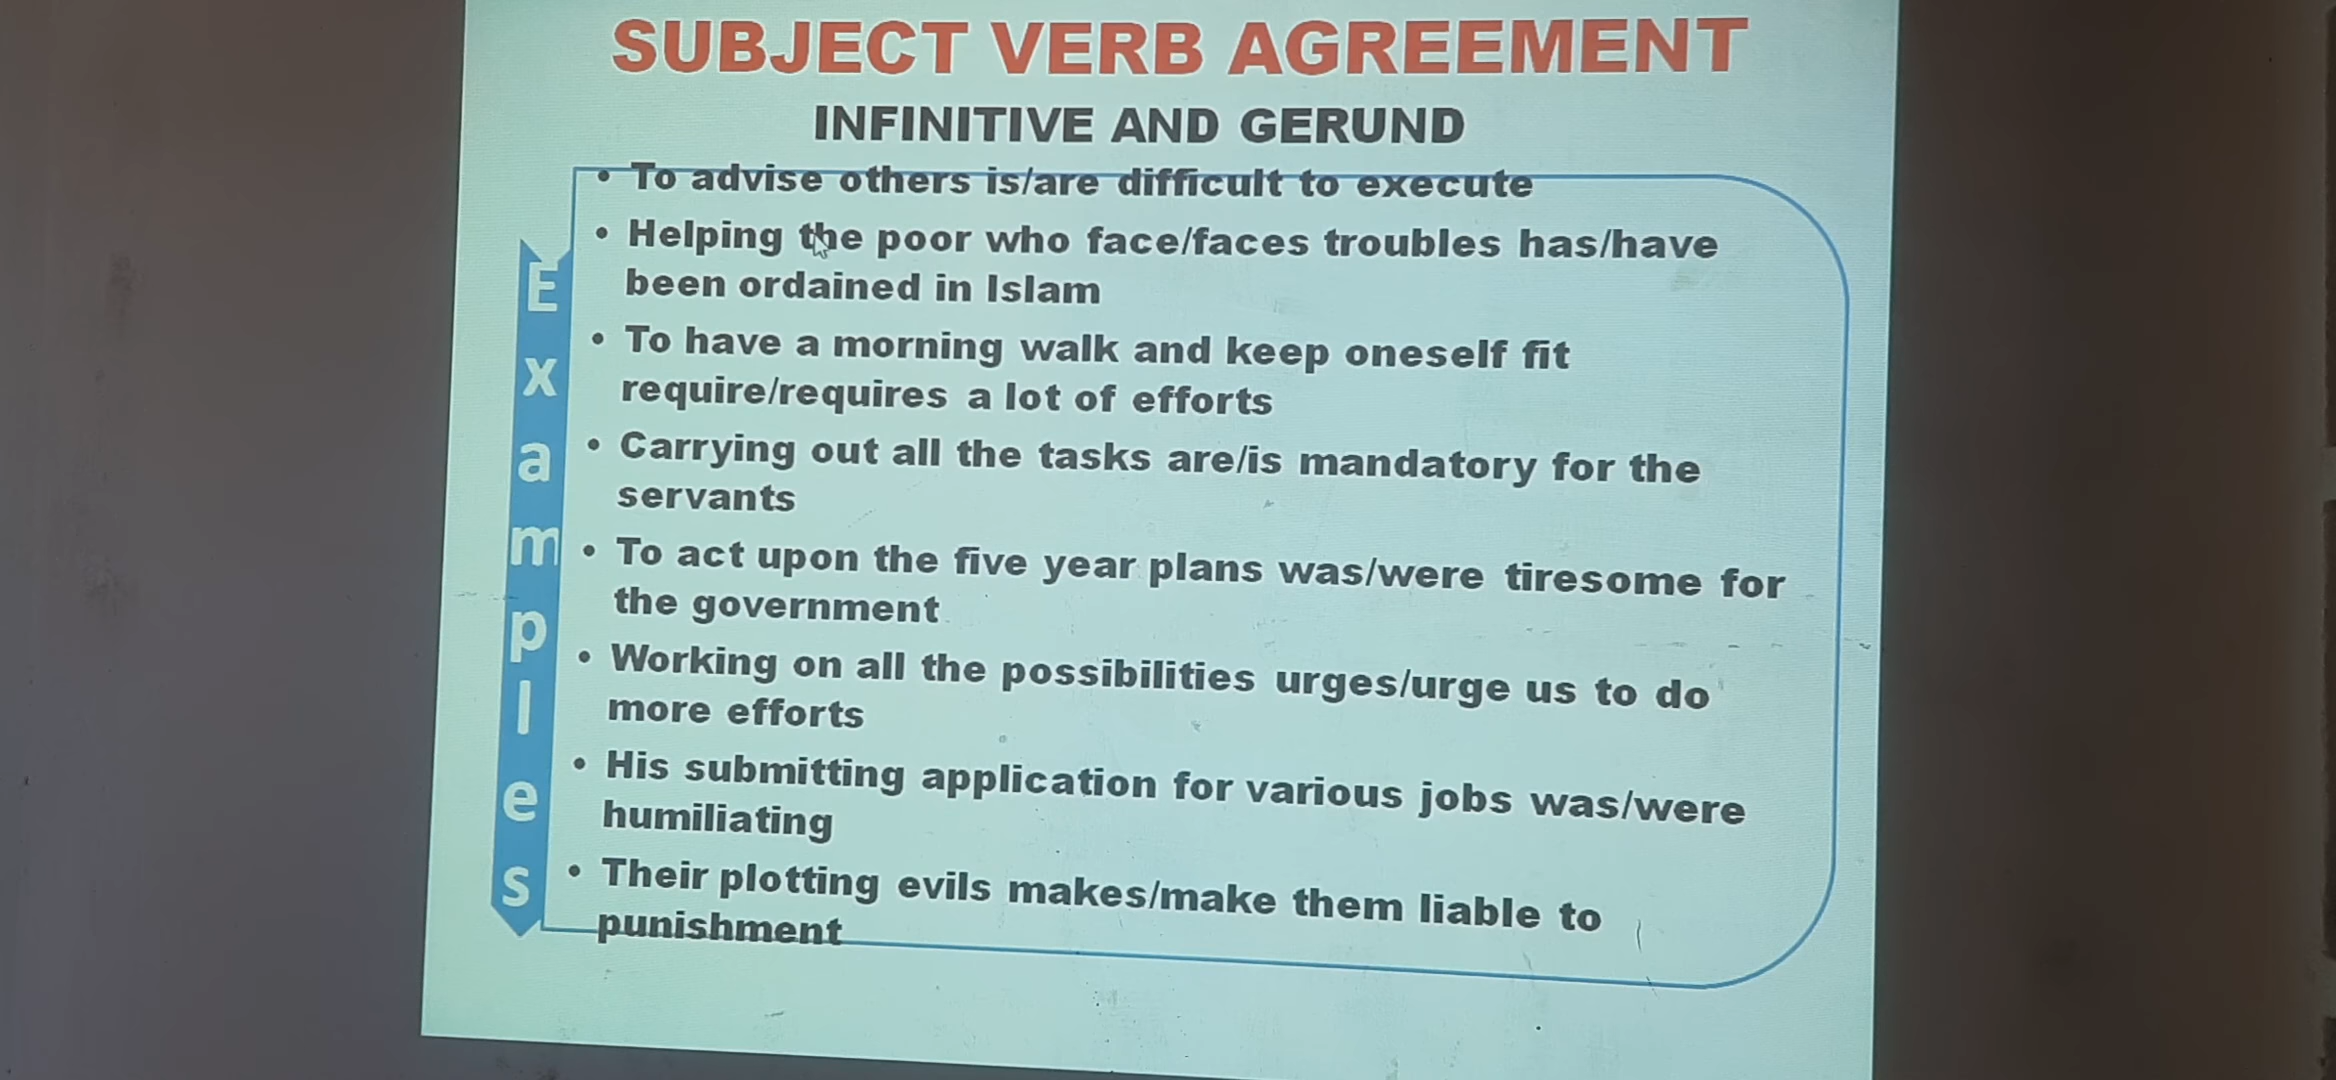 SUBJECT VERB AGREEMENT
INFINITIVE AND GERUND
Examples
• To advise others is/are difficult to execute
• Helping the poor who face/faces troubles has/have
been ordained in Islam
• To have a morning walk and keep oneself fit
require/requires a lot of efforts
• Carrying out all the tasks are/is mandatory for the
servants
• To act upon the five year plans was/were tiresome for
the government
• Working on all the possibilities urges/urge us to do
more efforts
• His submitting application for various jobs was/were
humiliating
• Their plotting evils makes/make them liable to
punishment